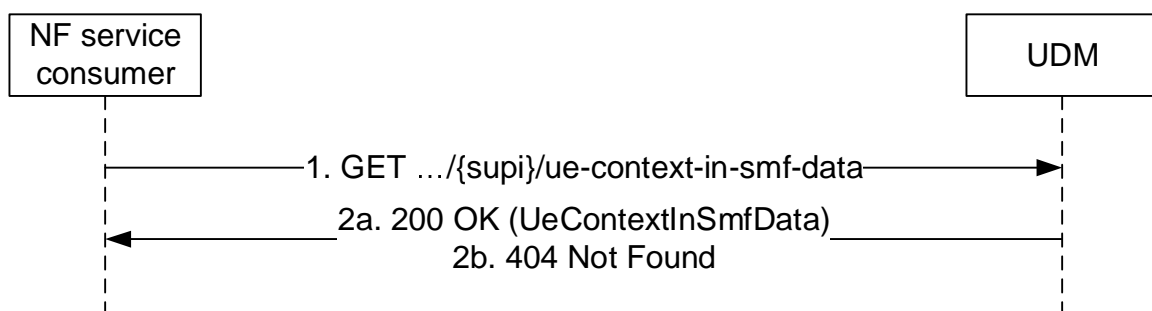 NF service
consumer
UDM
1. GET …/{supi}/ue-context-in-smf-data
2a. 200 OK (UeContextInSmfData)
2b. 404 Not Found